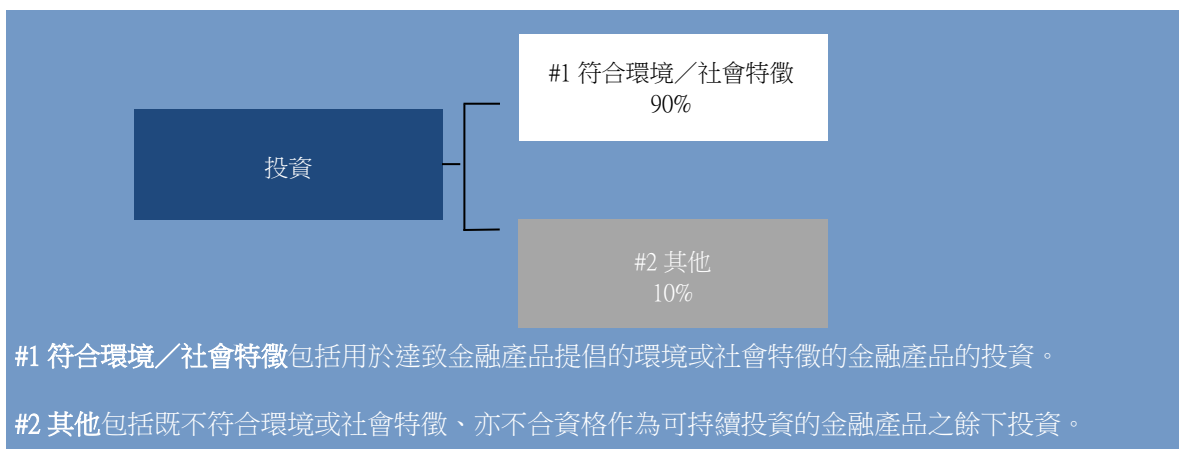 #1 符合環境／社會特徵
90%
投資
#2 其他
10%
#1 符合環境／社會特徵包括用於達致金融產品提倡的環境或社會特徵的金融產品的投資。
#2 其他包括既不符合環境或社會特徵、亦不合資格作為可持續投資的金融產品之餘下投資。